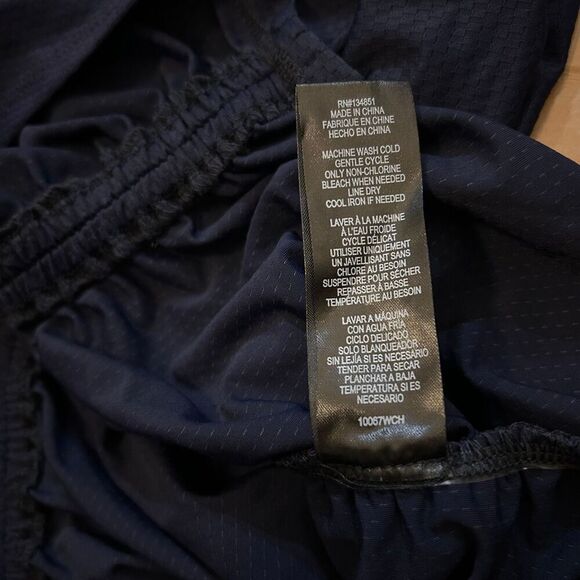 RN#134851
MADE IN CHINA
FABRIQUE EN CHINE
HECHO EN CHINA
MACHINE WASH COLD
GENTLE CYCLE
ONLY NON-CHLORINE
BLEACH WHEN NEEDED
LINE DRY
COOL IRON IF NEEDED
LAVER À LA MACHINE
À L'EAU FROIDE
CYCLE DÉLICAT
UTILISER UNIQUEMENT
UN JAVELLISANT SANS
CHLORE AU BESOIN
SUSPENDRE POUR SÉCHER
REPASSER À BASSE
TEMPÉRATURE AU BESOIN
LAVAR A MÁQUINA
CON AGUA FRÍA
CICLO DELICADO
SOLO BLANQUEADOR
SIN LEJÍA SI ES NECESARIO
TENDER PARA SECAR
PLANCHAR A BAJA
TEMPERATURA SI ES
NECESARIO
10067WCH